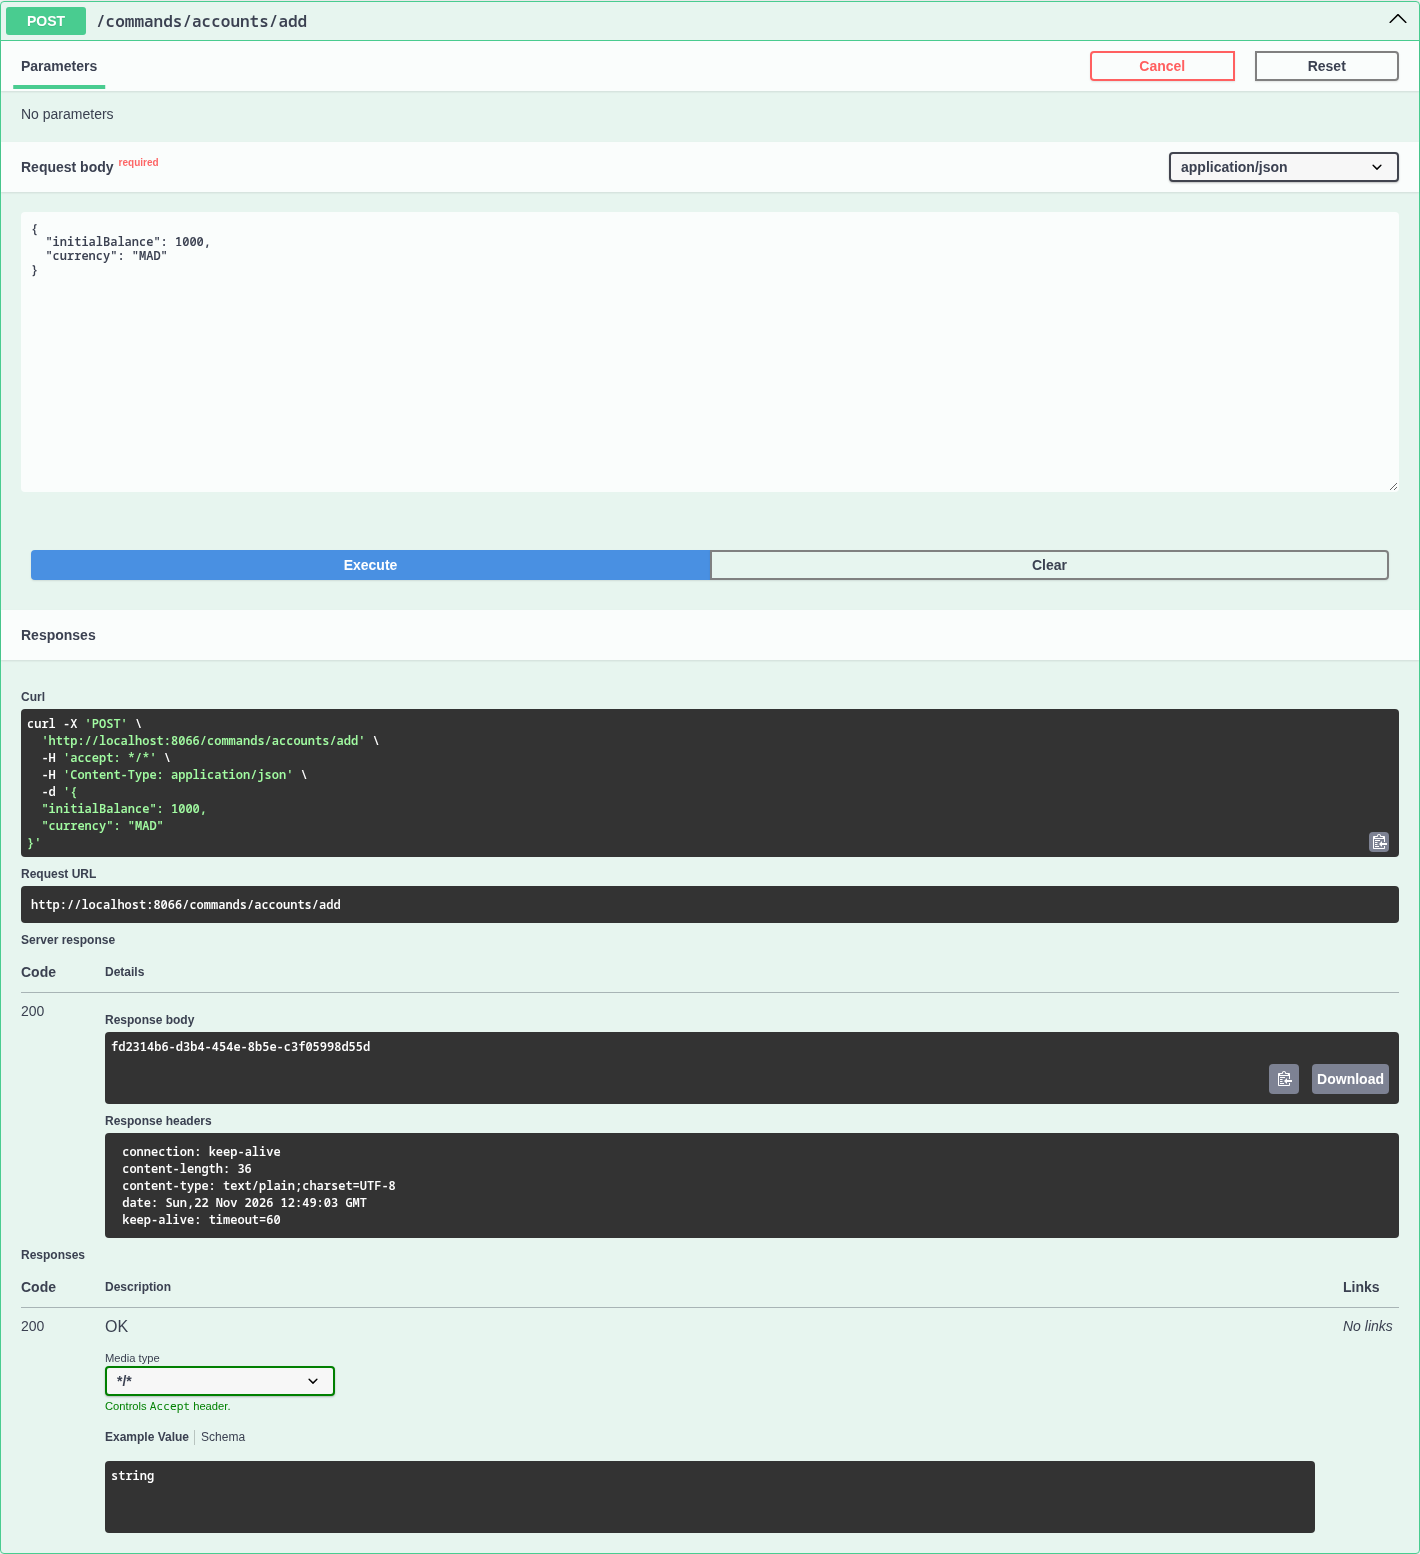 POST /commands/accounts/add
Parameters
Cancel
Reset
No parameters
Request body required
application/json
{
  "initialBalance": 1000,
  "currency": "MAD"
}
Execute
Clear
Responses
Curl
curl -X 'POST' \
  'http://localhost:8066/commands/accounts/add' \
  -H 'accept: */*' \
  -H 'Content-Type: application/json' \
  -d '{
  "initialBalance": 1000,
  "currency": "MAD"
}'
Request URL
http://localhost:8066/commands/accounts/add
Server response
Code Details
200
Response body
fd2314b6-d3b4-454e-8b5e-c3f05998d55d
Download
Response headers
connection: keep-alive
content-length: 36
content-type: text/plain;charset=UTF-8
date: Sun,22 Nov 2026 12:49:03 GMT
keep-alive: timeout=60
Responses
Code Description Links
200 OK No links
Media type
*/*
Controls Accept header.
Example Value Schema
string